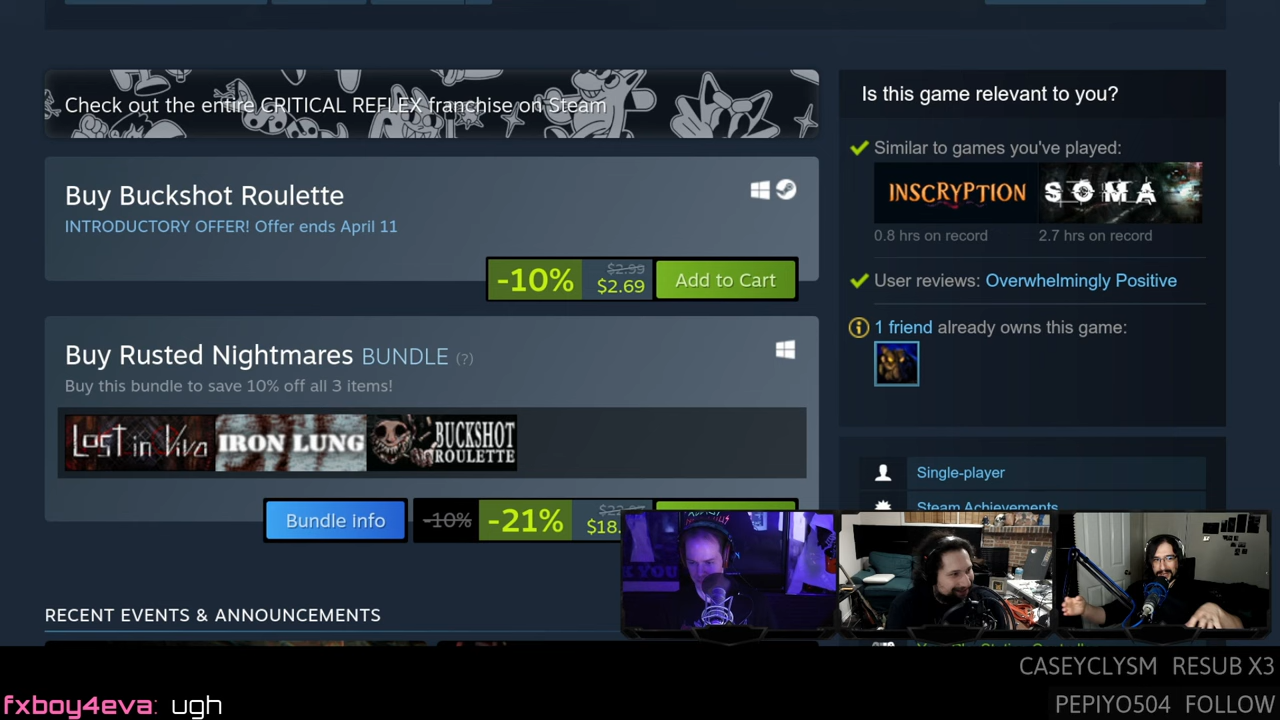 Check out the entire CRITICAL REFLEX franchise on Steam
Buy Buckshot Roulette
INTRODUCTORY OFFER! Offer ends April 11
-10%
$2.99
$2.69
Add to Cart
Buy Rusted Nightmares BUNDLE (?)
Buy this bundle to save 10% off all 3 items!
Lost in Vivo
IRON LUNG
BUCKSHOT
ROULETTE
Bundle info
-10%
-21%
$18.
RECENT EVENTS & ANNOUNCEMENTS
Is this game relevant to you?
Similar to games you've played:
INSCRYPTION
SOMA
0.8 hrs on record
2.7 hrs on record
User reviews: Overwhelmingly Positive
1 friend already owns this game:
Single-player
Steam Achievements
CASEYCLYSM RESUB X3
PEPIYO504 FOLLOW
fxboy4eva: ugh